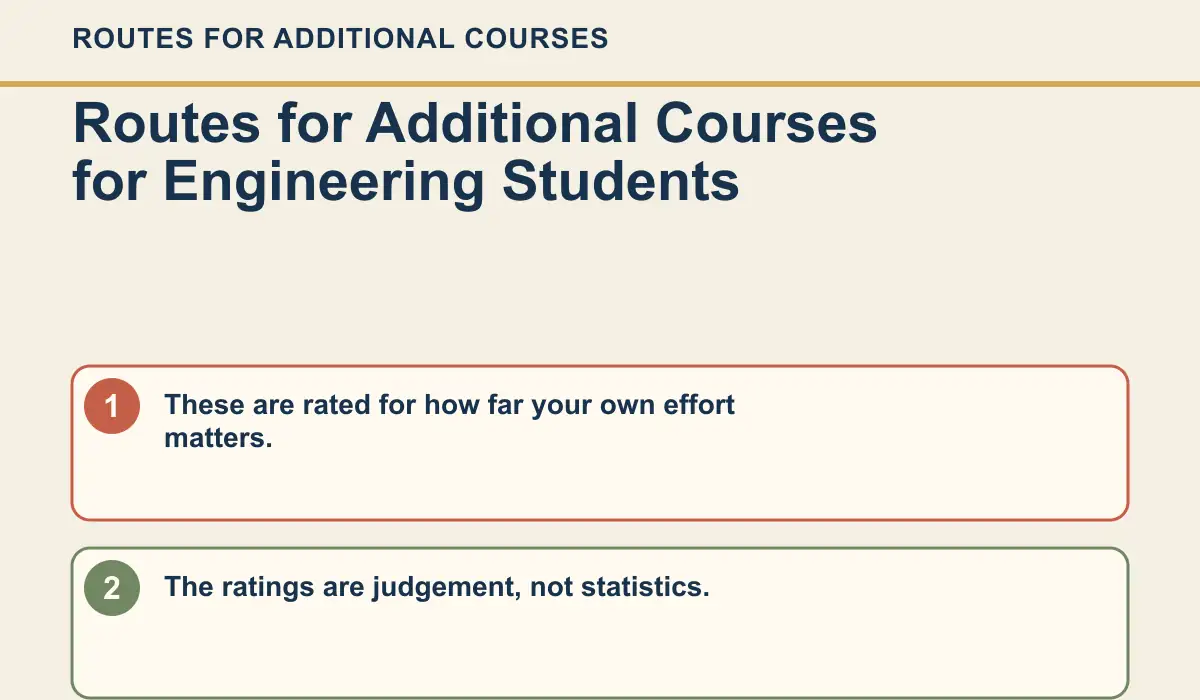 ROUTES FOR ADDITIONAL COURSES
Routes for Additional Courses
for Engineering Students
1
These are rated for how far your own effort
matters.
2
The ratings are judgement, not statistics.